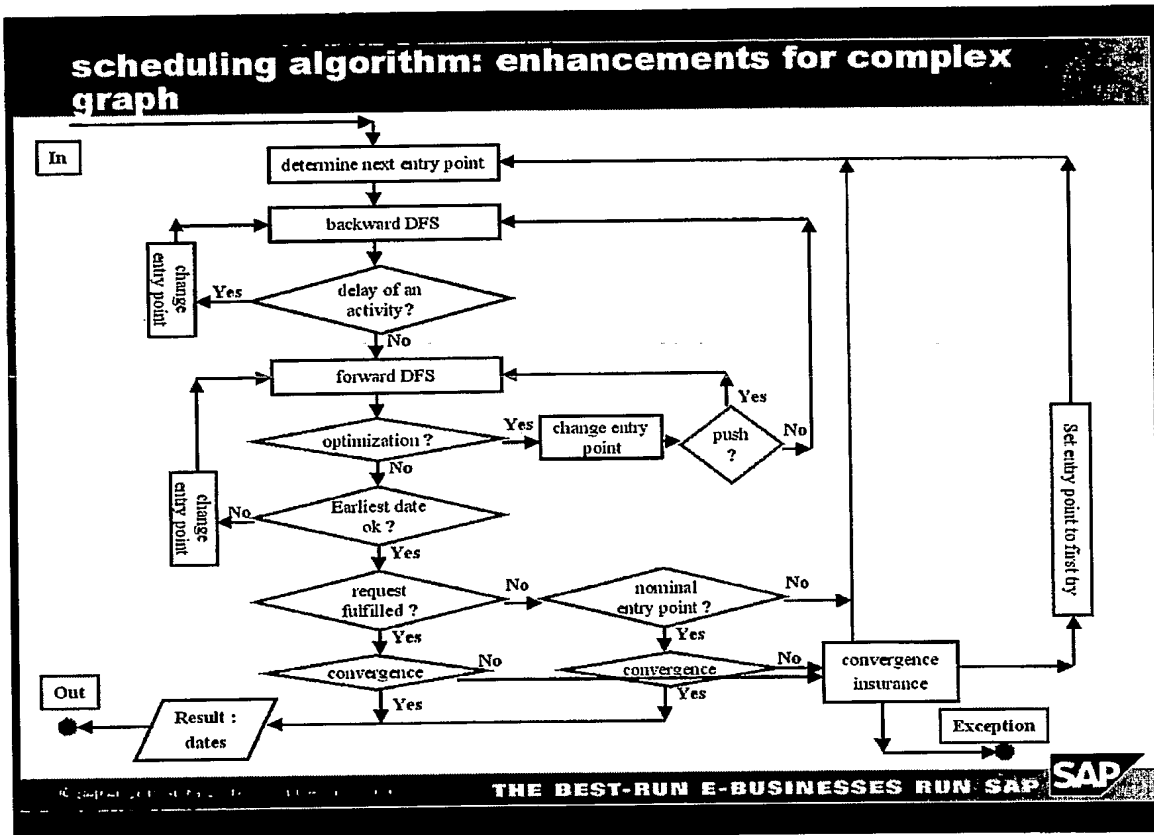 scheduling algorithm: enhancements for complex
graph
In
determine next entry point
backward DFS
change
entry point
Yes
delay of an
activity?
No
forward DFS
Yes
optimization ?
Yes
change entry
point
push
?
No
No
change
entry point
No
Earliest date
ok ?
Set entry point to first try
Yes
request
fulfilled ?
No
nominal
entry point ?
No
Yes
Yes
convergence
No
convergence
No
convergence
insurance
Out
Yes
Yes
Result :
dates
Exception
THE BEST-RUN E-BUSINESSES RUN SAP
SAP